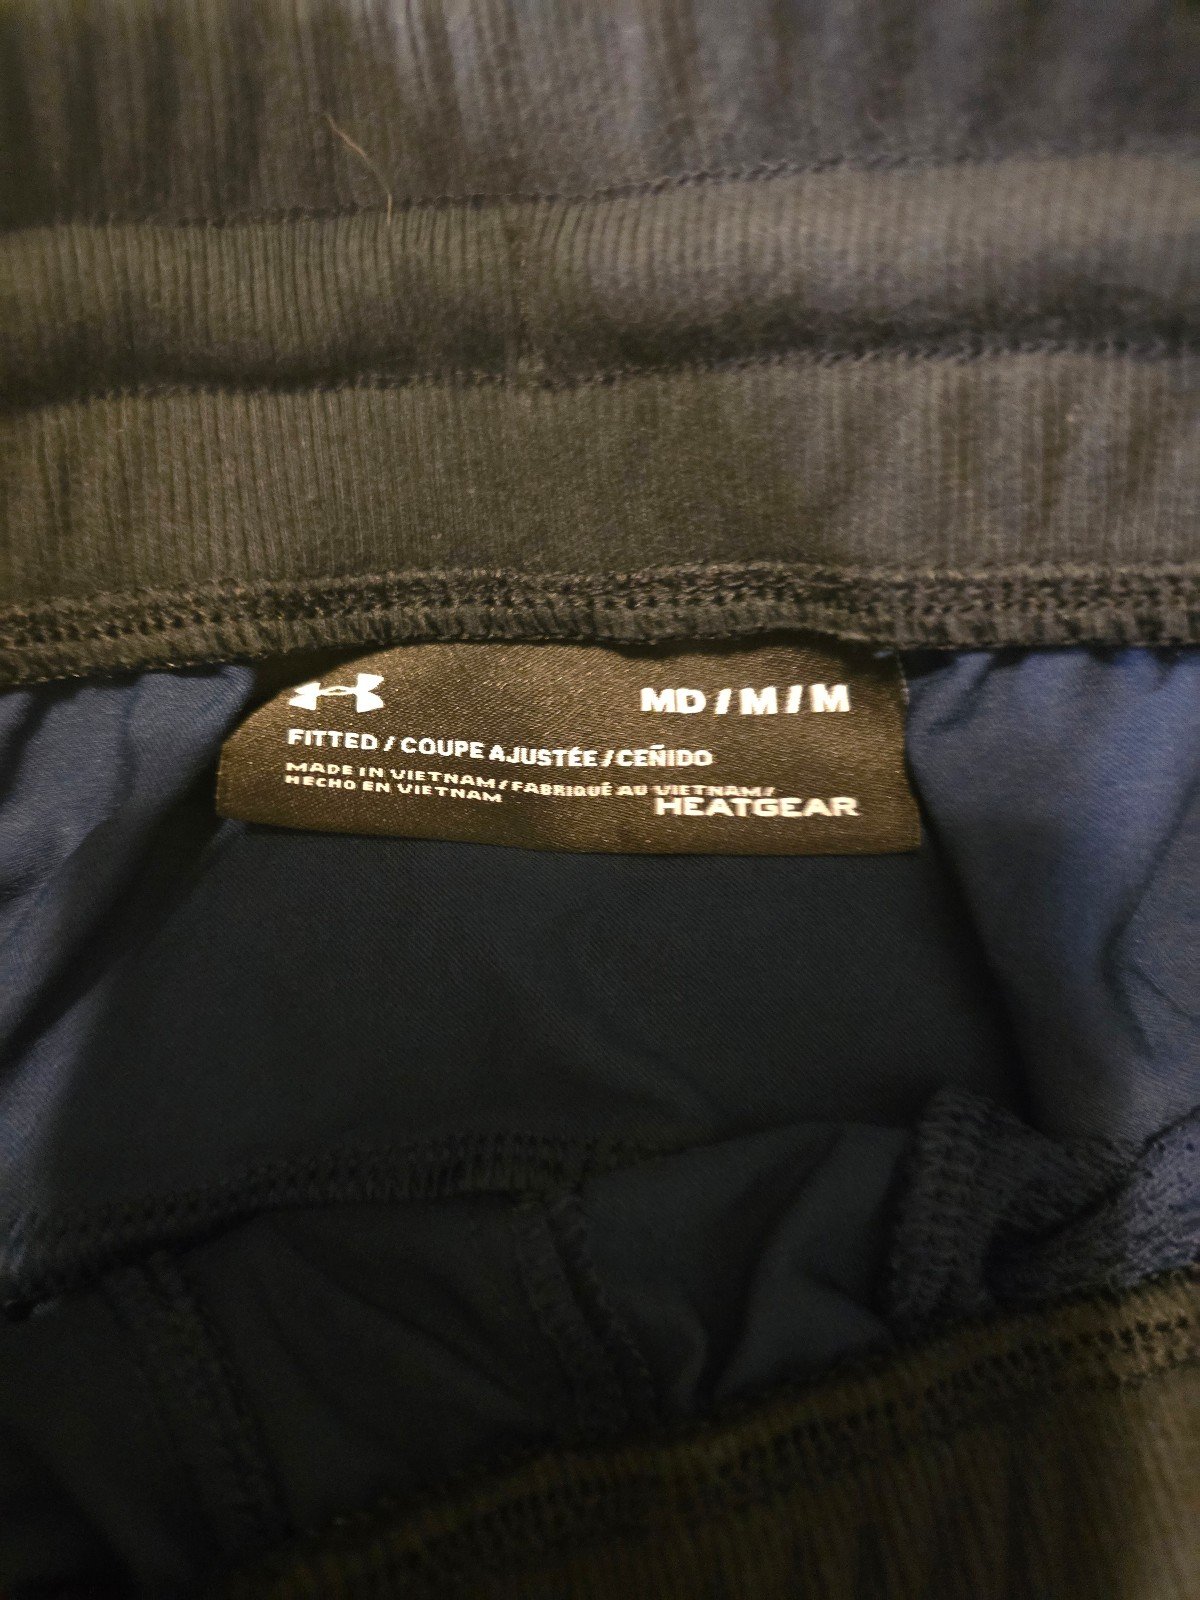 MD / M / M
FITTED / COUPE AJUSTÉE / CEÑIDO
MADE IN VIETNAM / FABRIQUÉ AU VIETNAM /
HECHO EN VIETNAM
HEATGEAR